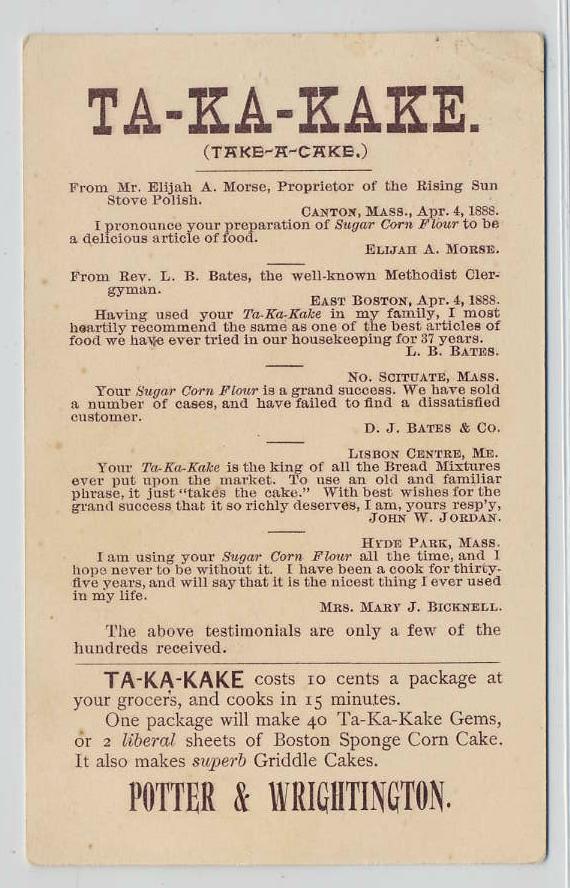 TA-KA-KAKE.
(TAKE-A-CAKE.)
From Mr. Elijah A. Morse, Proprietor of the Rising Sun
Stove Polish.
CANTON, MASS., Apr. 4, 1888.
I pronounce your preparation of Sugar Corn Flour to be
a delicious article of food.
ELIJAH A. MORSE.
From Rev. L. B. Bates, the well-known Methodist Cler-
gyman.
EAST BOSTON, Apr. 4, 1888.
Having used your Ta-Ka-Kake in my family, I most
heartily recommend the same as one of the best articles of
food we have ever tried in our housekeeping for 37 years.
L. B. BATES.
NO. SCITUATE, MASS.
Your Sugar Corn Flour is a grand success. We have sold
a number of cases, and have failed to find a dissatisfied
customer.
D. J. BATES & CO.
LISBON CENTRE, ME.
Your Ta-Ka-Kake is the king of all the Bread Mixtures
ever put upon the market. To use an old and familiar
phrase, it just "takes the cake." With best wishes for the
grand success that it so richly deserves, I am, yours resp'y,
JOHN W. JORDAN.
HYDE PARK, MASS.
I am using your Sugar Corn Flour all the time, and I
hope never to be without it. I have been a cook for thirty-
five years, and will say that it is the nicest thing I ever used
in my life.
MRS. MARY J. BICKNELL.
The above testimonials are only a few of the
hundreds received.
TA-KA-KAKE costs 10 cents a package at
your grocer's, and cooks in 15 minutes.
One package will make 40 Ta-Ka-Kake Gems,
or 2 liberal sheets of Boston Sponge Corn Cake.
It also makes superb Griddle Cakes.
POTTER & WRIGHTINGTON.